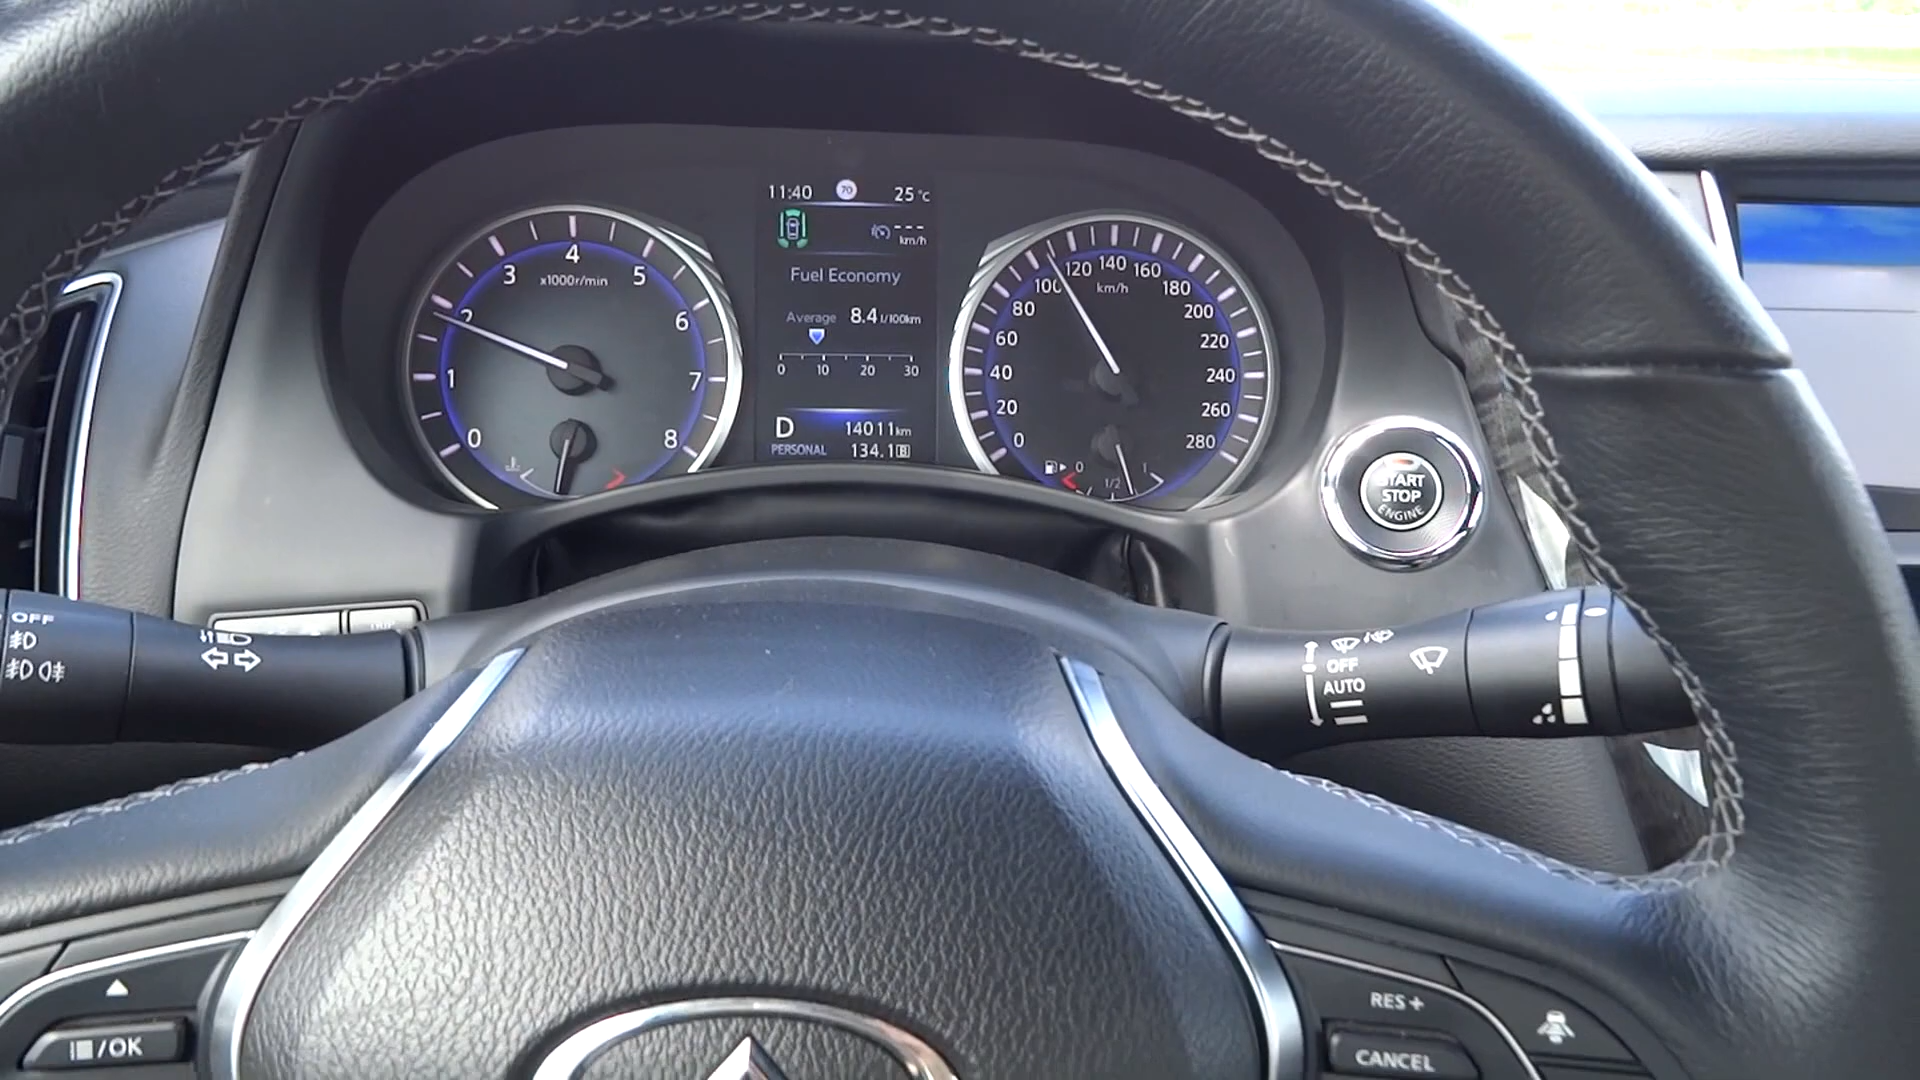 11:40 70 25 °C
--- km/h
Fuel Economy
Average 8.4 l/100km
0 10 20 30
D 14011 km
PERSONAL 134.1 B
0 1 2 3 4 5 6 7 8
x1000r/min
0 20 40 60 80 100 120 140 160 180 200 220 240 260 280
km/h
0 1/2 1
START
STOP
ENGINE
OFF
TRIP
OFF
AUTO
/OK
RES +
CANCEL